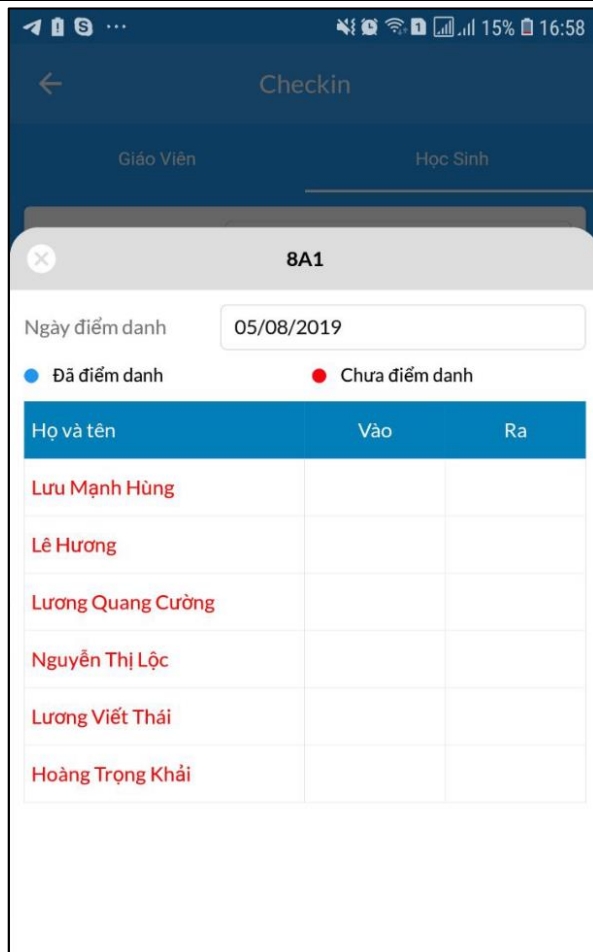 15% 16:58
Checkin
Giáo Viên Học Sinh
8A1
Ngày điểm danh 05/08/2019
Đã điểm danh Chưa điểm danh
Họ và tên Vào Ra
Lưu Mạnh Hùng
Lê Hương
Lương Quang Cường
Nguyễn Thị Lộc
Lương Viết Thái
Hoàng Trọng Khải